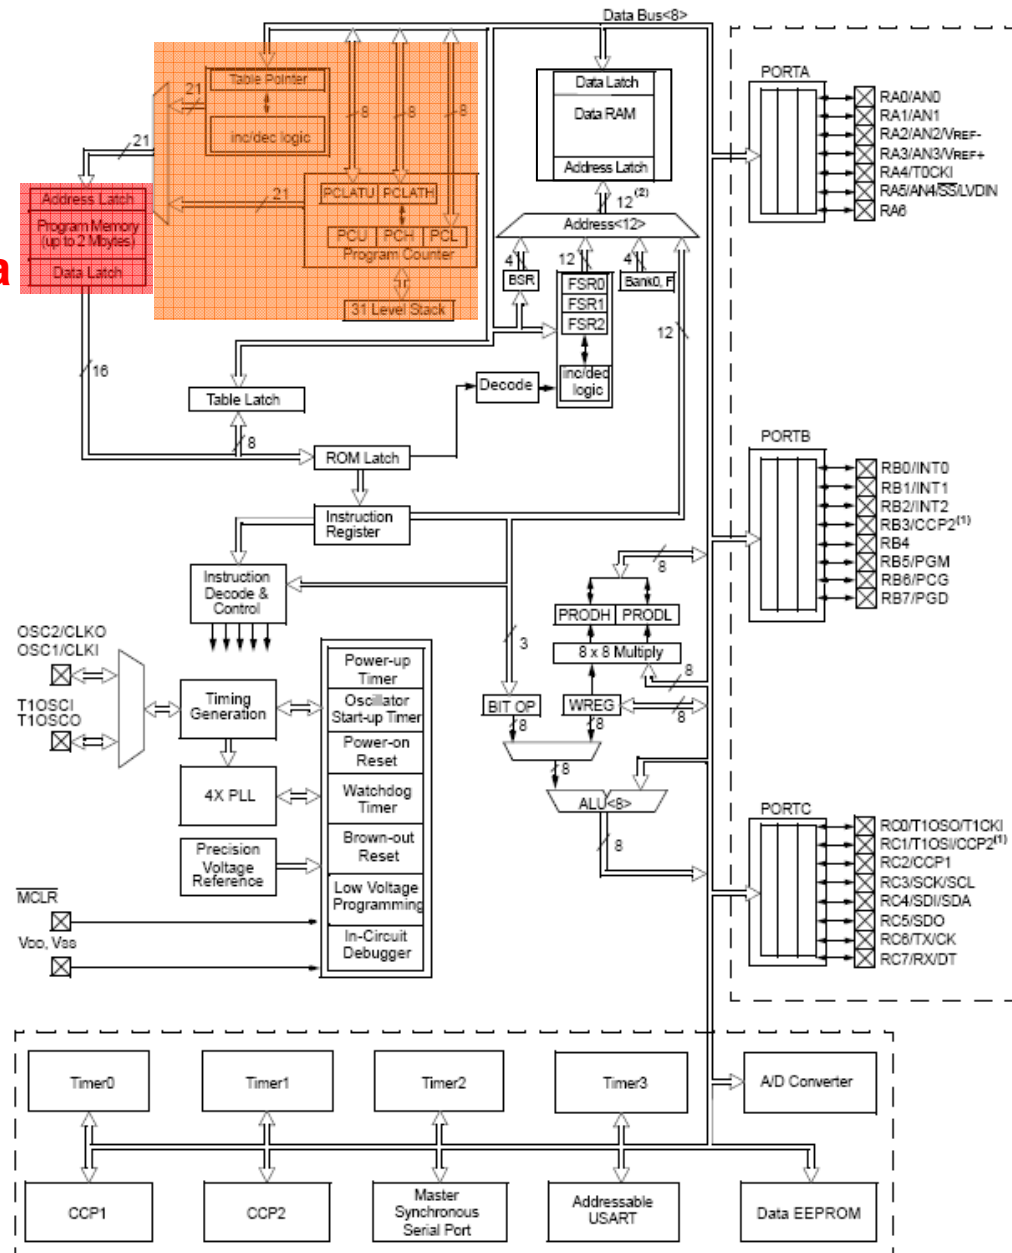 Data Bus<8>
Table Pointer
21
inc/dec logic
8
8
8
21
21
PCLATU PCLATH
PCU PCH PCL
Program Counter
31 Level Stack
Address Latch
Program Memory
(up to 2 Mbytes)
Data Latch
a
16
Data Latch
Data RAM
Address Latch
12(2)
Address<12>
4
12
4
BSR
FSR0
FSR1
FSR2
Bank0, F
inc/dec
logic
12
Decode
Table Latch
8
ROM Latch
Instruction
Register
Instruction
Decode &
Control
8
PRODH PRODL
8 x 8 Multiply
3
8
BIT OP
WREG
8
8
8
8
ALU<8>
8
OSC2/CLKO
OSC1/CLKI
T1OSCI
T1OSCO
Timing
Generation
4X PLL
Precision
Voltage
Reference
MCLR
VDD, VSS
Power-up
Timer
Oscillator
Start-up Timer
Power-on
Reset
Watchdog
Timer
Brown-out
Reset
Low Voltage
Programming
In-Circuit
Debugger
PORTA
RA0/AN0
RA1/AN1
RA2/AN2/VREF-
RA3/AN3/VREF+
RA4/T0CKI
RA5/AN4/SS/LVDIN
RA6
PORTB
RB0/INT0
RB1/INT1
RB2/INT2
RB3/CCP2(1)
RB4
RB5/PGM
RB6/PCG
RB7/PGD
PORTC
RC0/T1OSO/T1CKI
RC1/T1OSI/CCP2(1)
RC2/CCP1
RC3/SCK/SCL
RC4/SDI/SDA
RC5/SDO
RC6/TX/CK
RC7/RX/DT
Timer0
Timer1
Timer2
Timer3
A/D Converter
CCP1
CCP2
Master
Synchronous
Serial Port
Addressable
USART
Data EEPROM